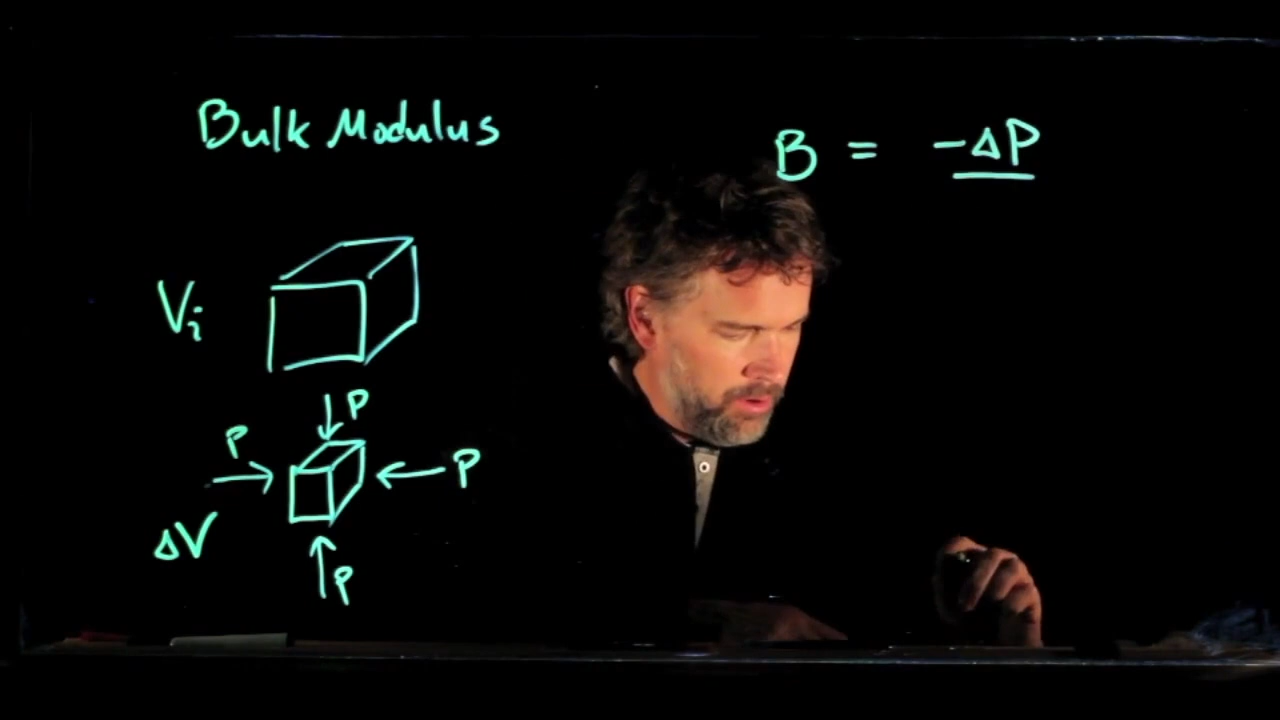 Bulk Modulus
B = -ΔP
Vi
P
P
P
ΔV
P